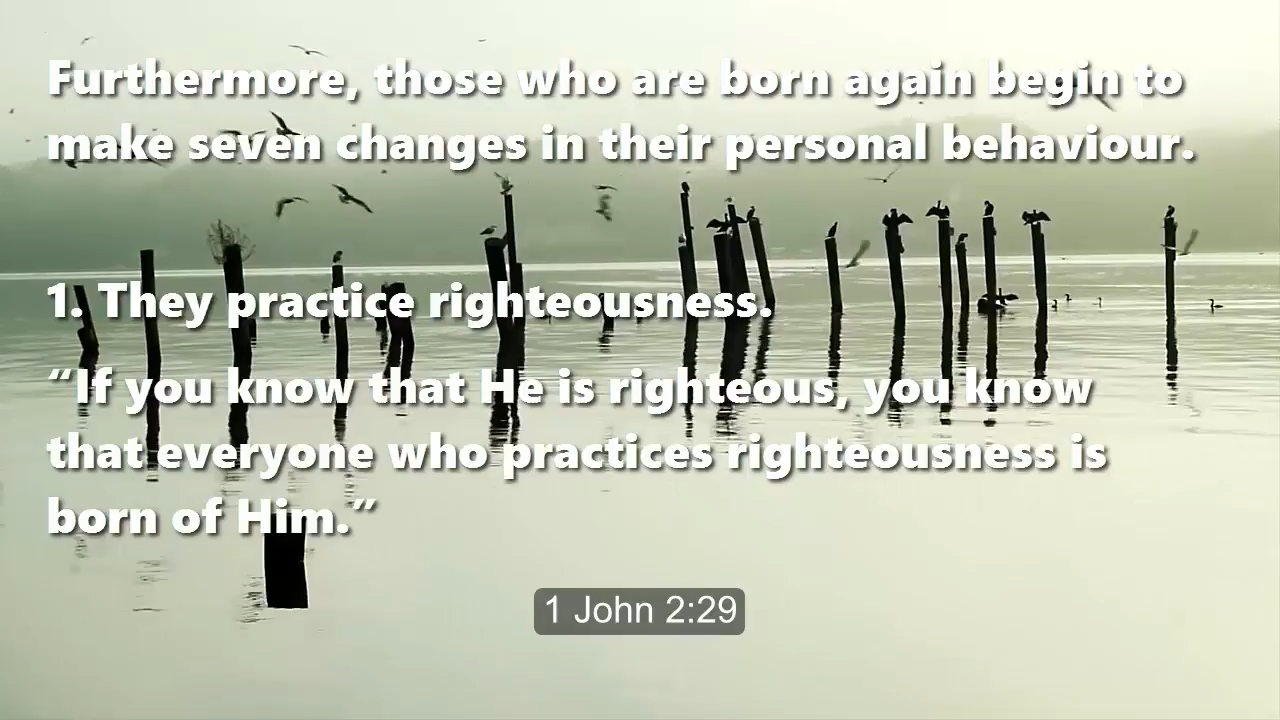 Furthermore, those who are born again begin to
make seven changes in their personal behaviour.
1. They practice righteousness.
“If you know that He is righteous, you know
that everyone who practices righteousness is
born of Him.”
1 John 2:29